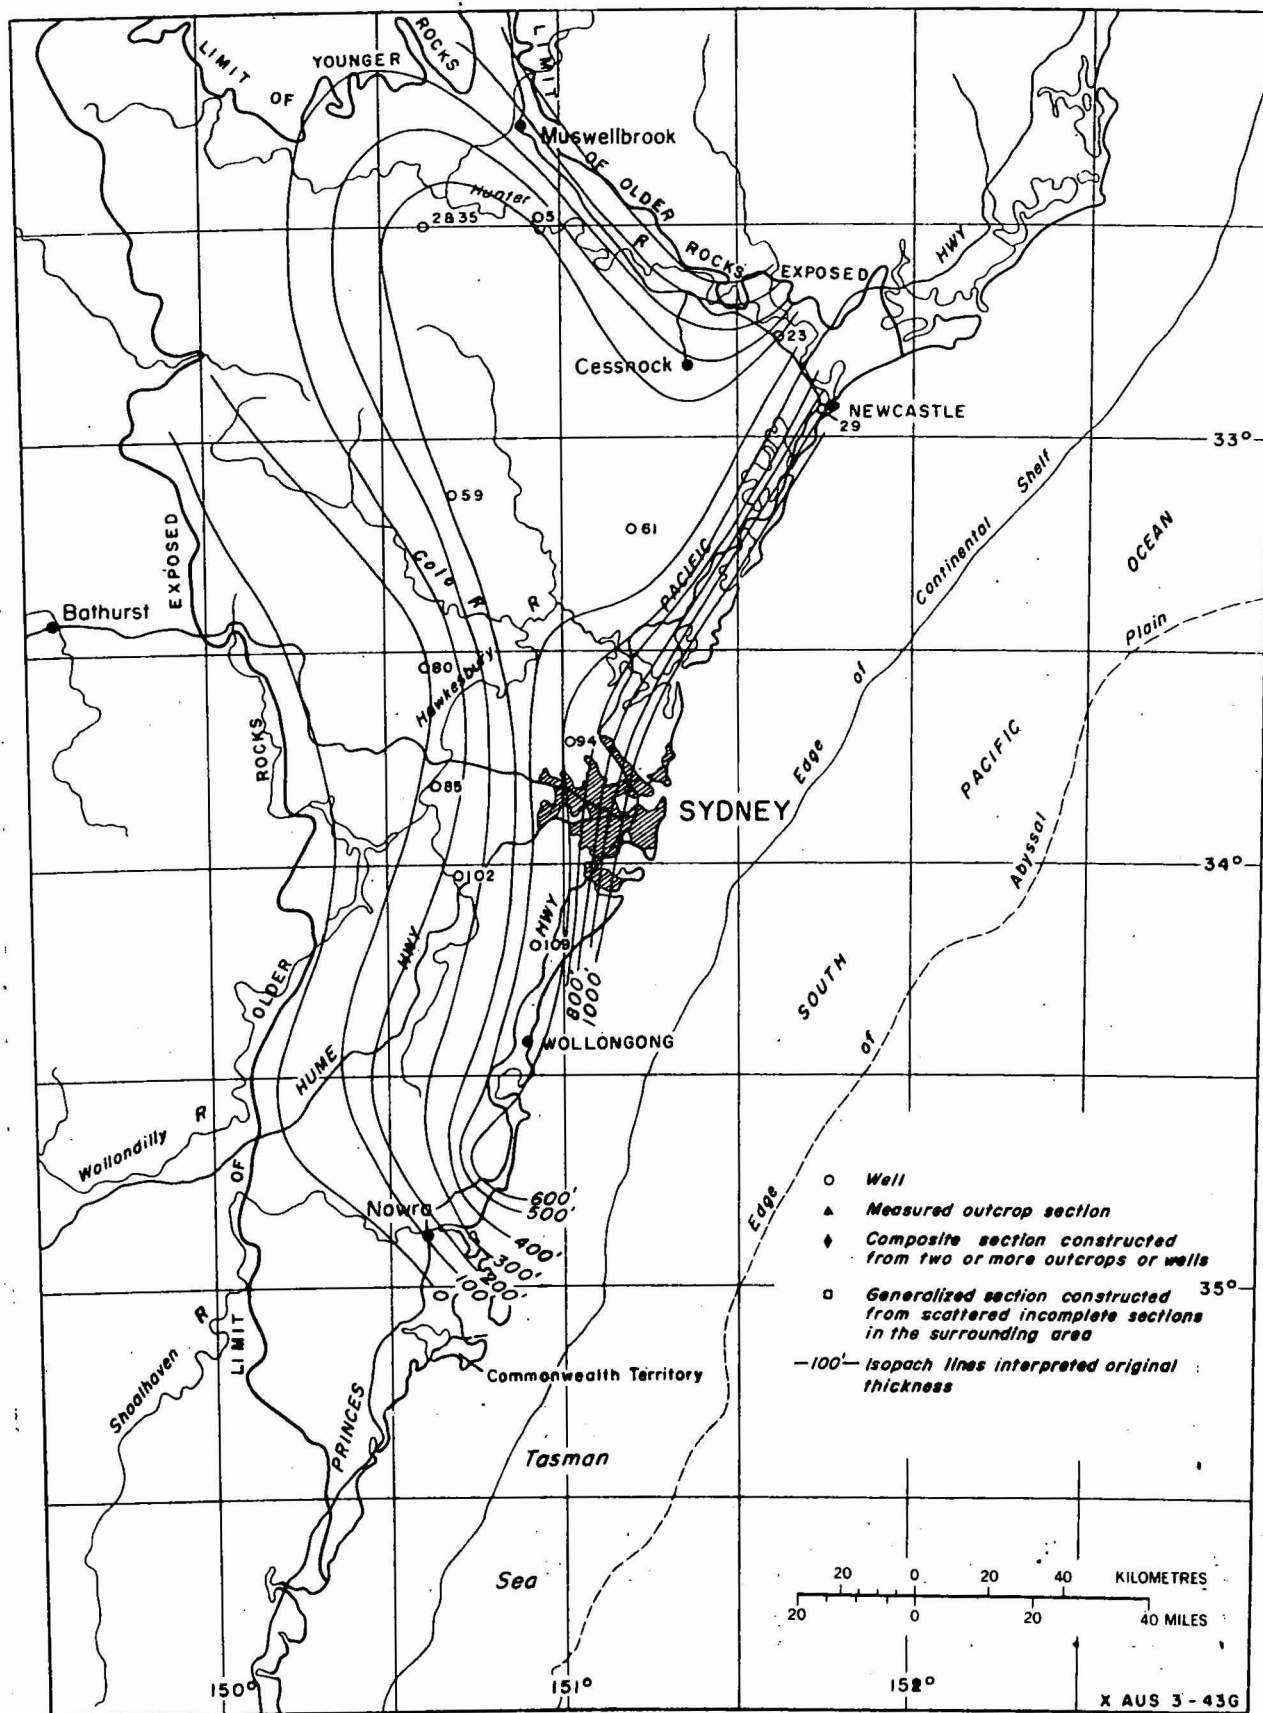 LIMIT OF YOUNGER ROCKS
LIMIT OF OLDER ROCKS EXPOSED
Muswellbrook
Hunter R
2&35
5
HWY
23
Cessnock
NEWCASTLE
29
33°
59
61
Colo R
PACIFIC
Edge of Continental Shelf
PACIFIC OCEAN
EXPOSED
Bathurst
80
Hawkesbury R
Edge of Abyssal Plain
ROCKS
94
85
SYDNEY
34°
102
HWY
HWY
109
OLDER
SOUTH
800'
1000'
WOLLONGONG
HUME
Wollondilly R
OF
Nowra
600'
500'
400'
300'
200'
100'
35°
LIMIT
Shoalhaven R
PRINCES
Commonwealth Territory
Tasman
Sea
Well
Measured outcrop section
Composite section constructed
from two or more outcrops or wells
Generalized section constructed
from scattered incomplete sections
in the surrounding area
—100'— Isopach lines interpreted original
thickness
20 0 20 40 KILOMETRES
20 0 20 40 MILES
150° 151° 152°
X AUS 3-43G